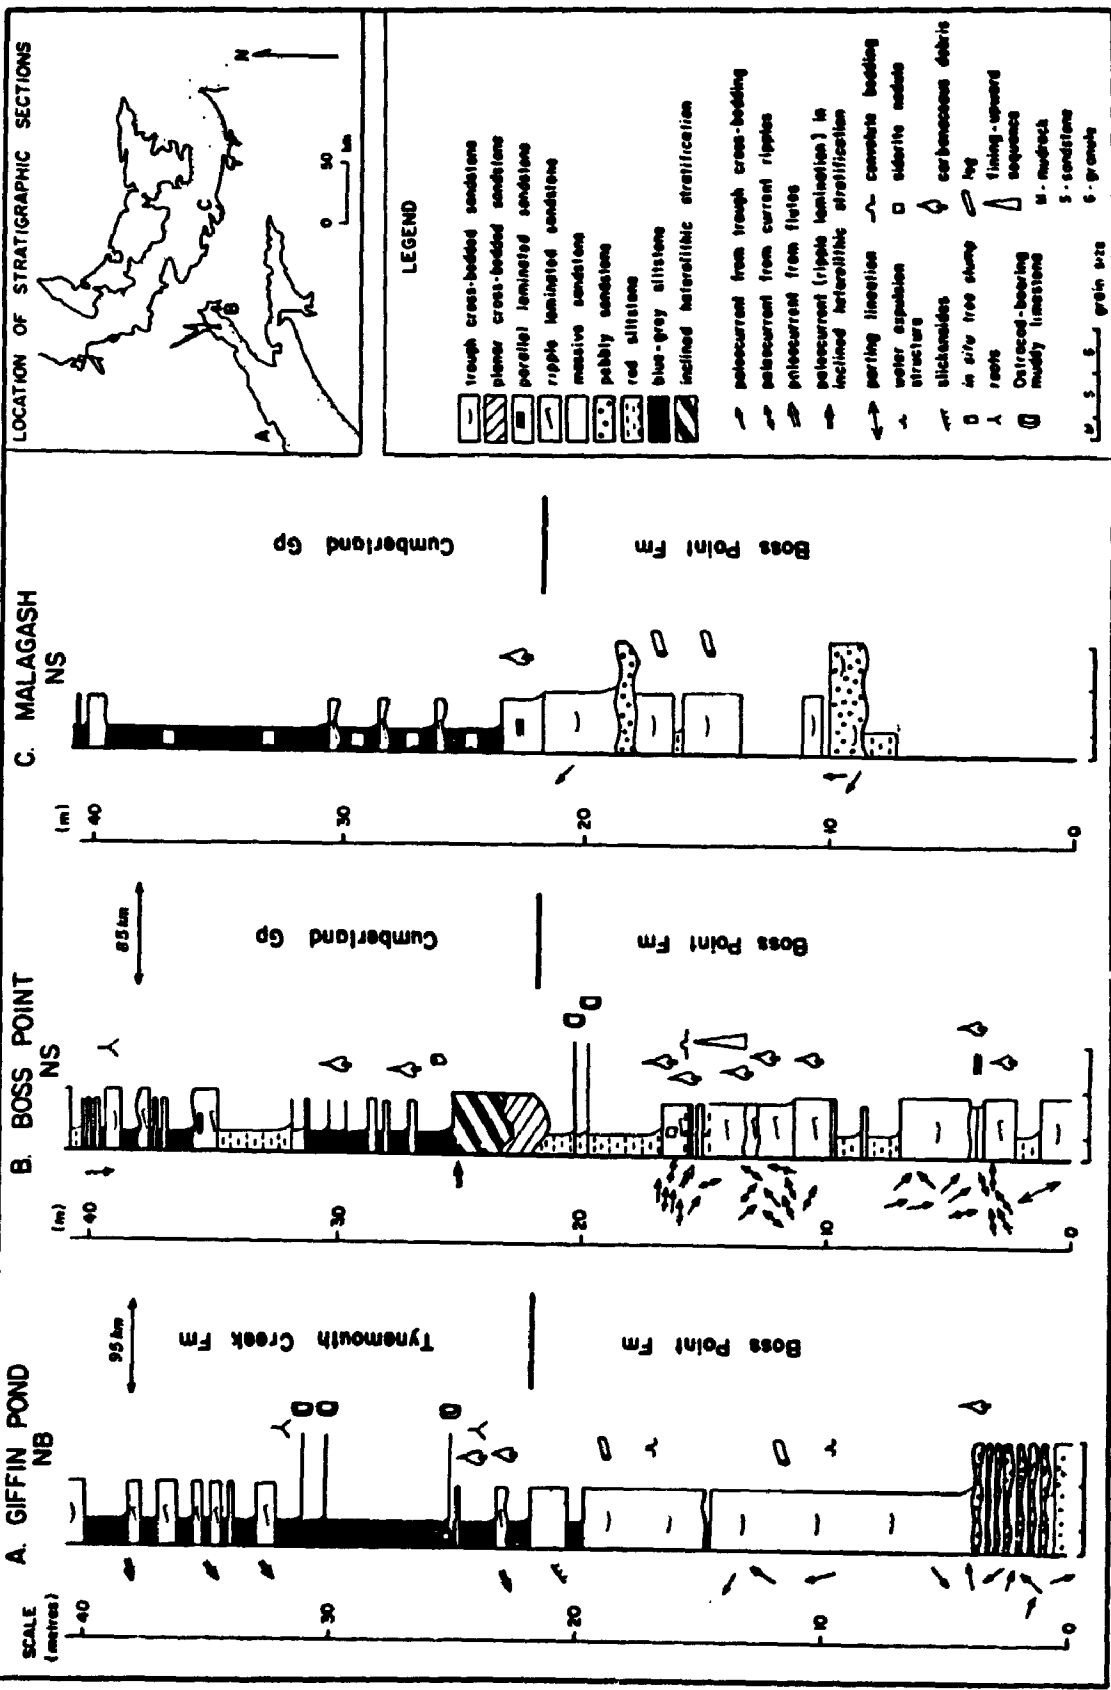 LOCATION OF STRATIGRAPHIC SECTIONS
N
0 50
km
A
B
C
LEGEND
trough cross-bedded sandstone
planar cross-bedded sandstone
parallel laminated sandstone
ripple laminated sandstone
massive sandstone
pebbly sandstone
red siltstone
blue-grey siltstone
inclined heterolithic stratification
paleocurrent from trough cross-bedding
paleocurrent from current ripples
paleocurrent from flutes
paleocurrent (ripple lamination) in
inclined heterolithic stratification
parting lineation
water expulsion
structure
slickensides
in situ tree stump
roots
Ostracod-bearing
muddy limestone
convolute bedding
siderite nodule
carbonaceous debris
log
fining-upward
sequence
M - mudrock
S - sandstone
G - granule
M S G
grain size
A. GIFFIN POND
NB
SCALE
(metres)
40
30
20
10
0
95 km
Tynemouth Creek Fm
Boss Point Fm
B. BOSS POINT
NS
(m)
40
30
20
10
0
85 km
Cumberland Gp
Boss Point Fm
C. MALAGASH
NS
(m)
40
30
20
10
0
Cumberland Gp
Boss Point Fm